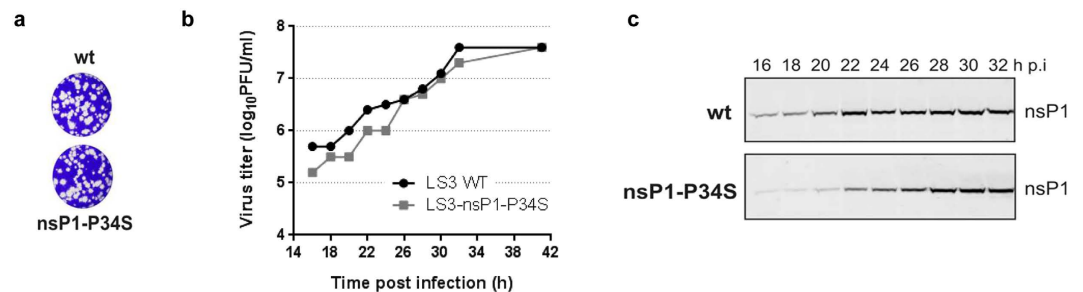 a
wt
nsP1-P34S
b
Virus titer (log10PFU/ml)
8
7
6
5
4
LS3 WT
LS3-nsP1-P34S
14 18 22 26 30 34 38 42
Time post infection (h)
c
16 18 20 22 24 26 28 30 32 h p.i
wt nsP1
nsP1-P34S nsP1